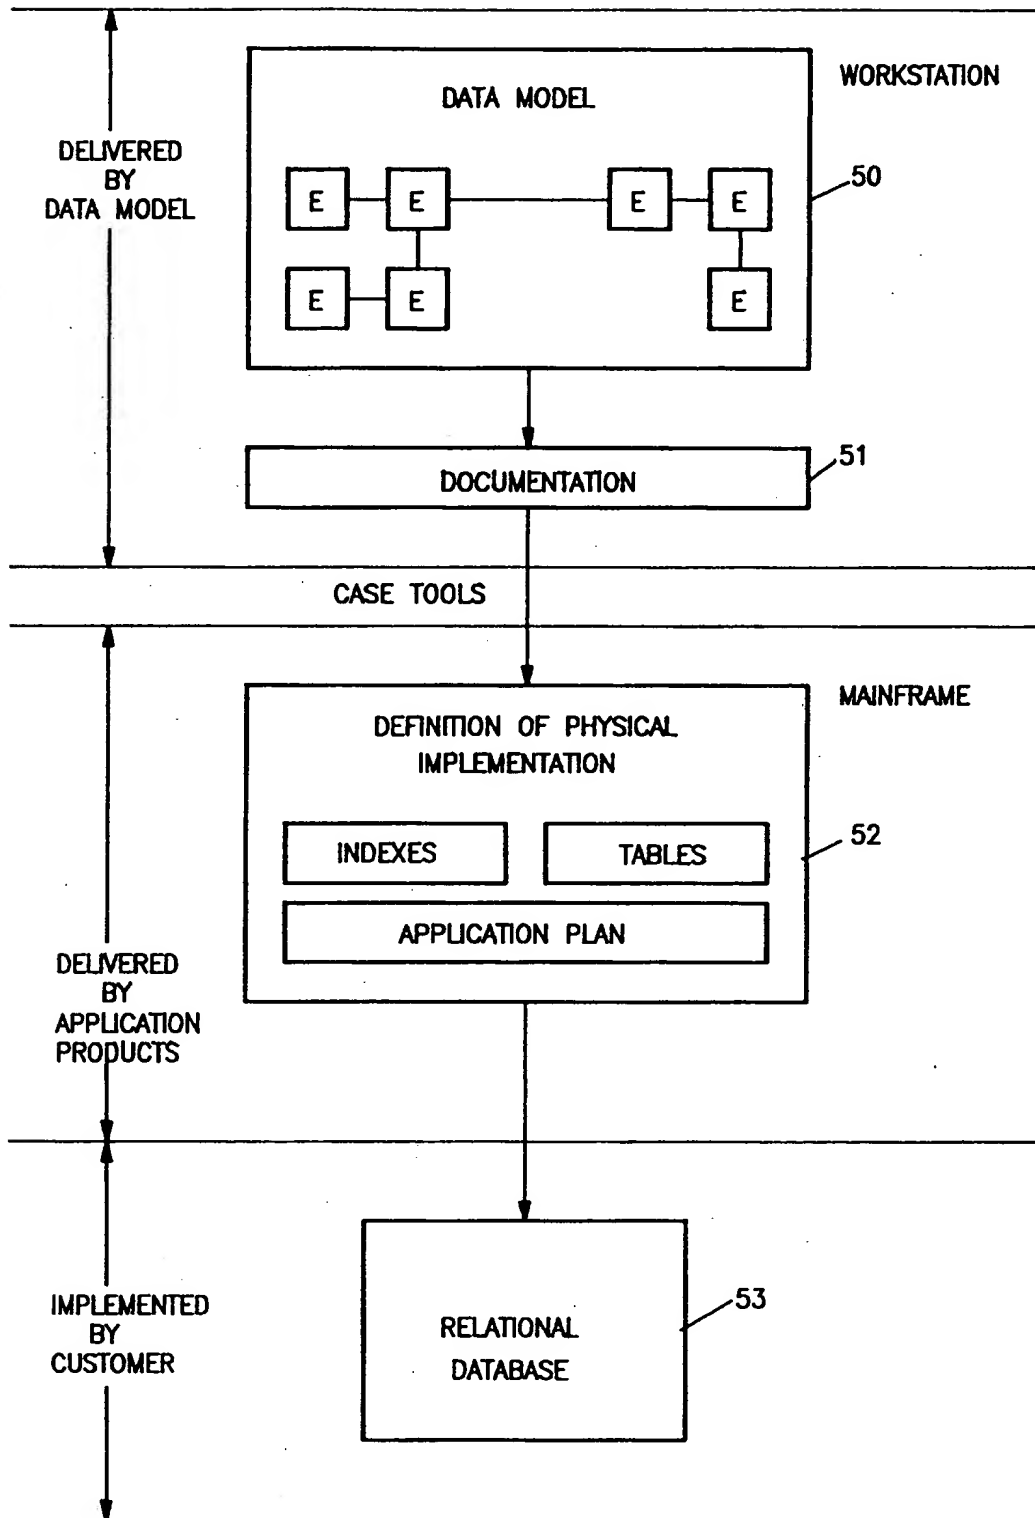 WORKSTATION
DATA MODEL
DELIVERED
BY
DATA MODEL
50
E E E E
E E E
51
DOCUMENTATION
CASE TOOLS
MAINFRAME
DEFINITION OF PHYSICAL
IMPLEMENTATION
52
INDEXES TABLES
APPLICATION PLAN
DELIVERED
BY
APPLICATION
PRODUCTS
53
IMPLEMENTED
BY
CUSTOMER
RELATIONAL
DATABASE